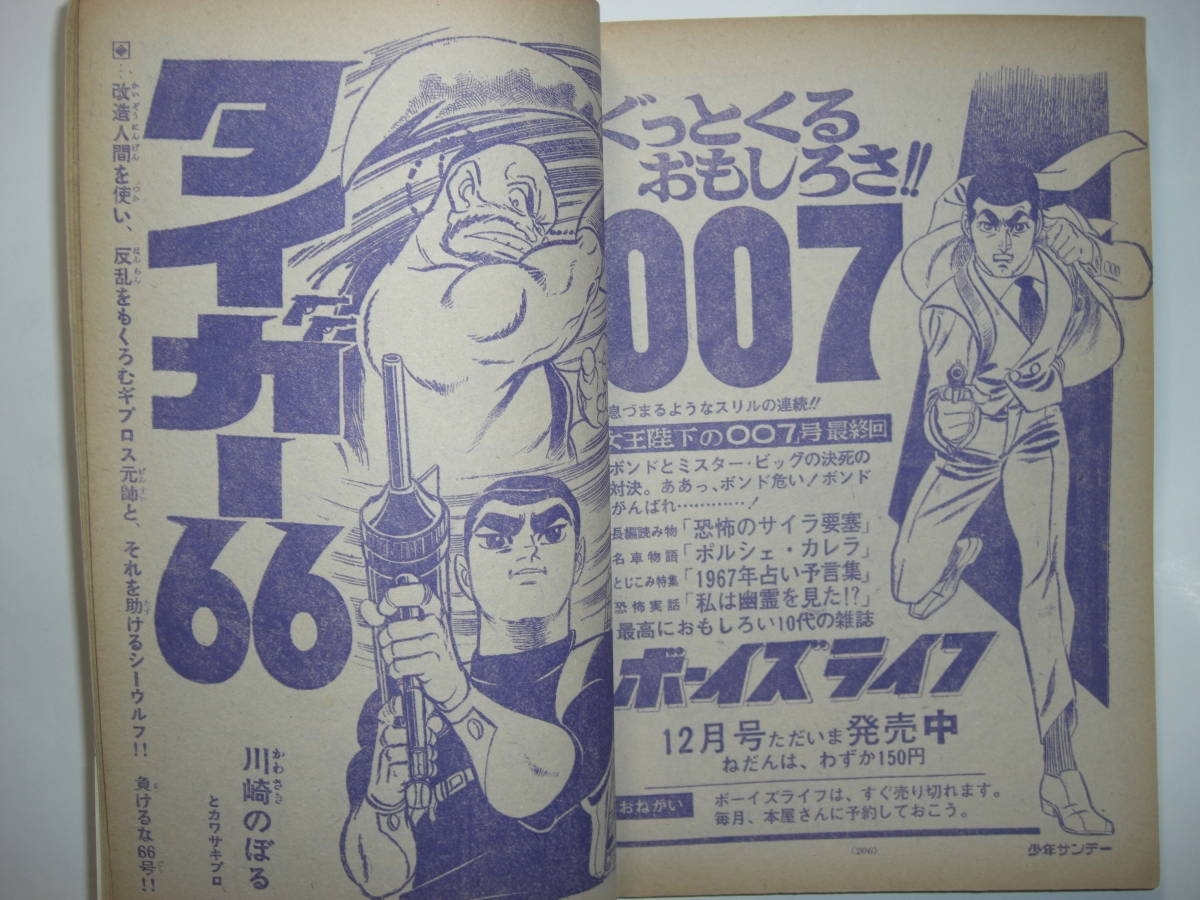 …改造人間を使い、反乱をもくろむギプロス元帥と、それを助けるシーウルフ!! 負けるな66号!!
タイガー66
川崎のぼる
とカワサキプロ
ぐっとくる
おもしろさ!!
007
息づまるようなスリルの連続!!
女王陛下の007号最終回
ボンドとミスター・ビッグの決死の
対決。ああっ、ボンド危い！ボンド
がんばれ…………！
長編読み物「恐怖のサイラ要塞」
名車物語「ポルシェ・カレラ」
とじこみ特集「1967年占い予言集」
恐怖実話「私は幽霊を見た!?」
最高におもしろい10代の雑誌
ボーイズライフ
12月号ただいま発売中
ねだんは、わずか150円
おねがい
ボーイズライフは、すぐ売り切れます。
毎月、本屋さんに予約しておこう。
(206)
少年サンデー